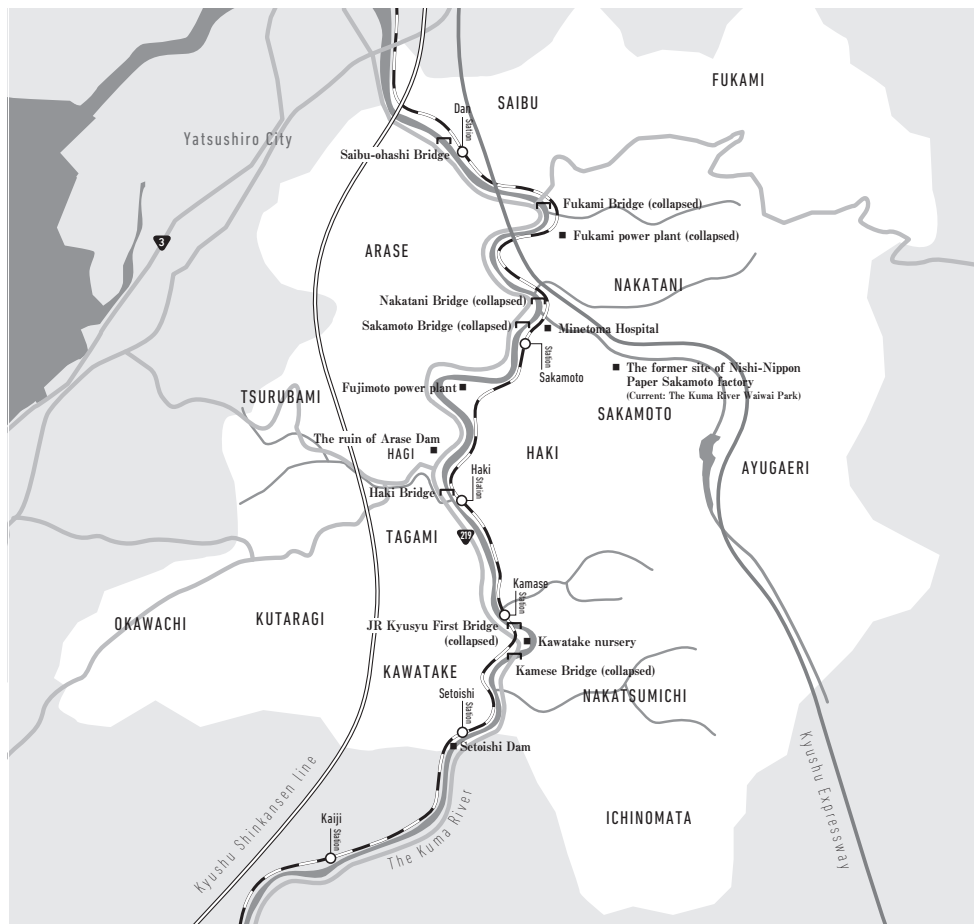 FUKAMI
SAIBU
Dan
Station
Yatsushiro City
Saibu-ohashi Bridge
Fukami Bridge (collapsed)
3
Fukami power plant (collapsed)
ARASE
NAKATANI
Nakatani Bridge (collapsed)
Sakamoto Bridge (collapsed)
Minetoma Hospital
Station
Sakamoto
The former site of Nishi-Nippon
Paper Sakamoto factory
(Current: The Kuma River Waiwai Park)
Fujimoto power plant
TSURUBAMI
SAKAMOTO
The ruin of Arase Dam
HAGI
HAKI
AYUGAERI
Haki
Station
Haki Bridge
TAGAMI
219
Kamase
Station
OKAWACHI
KUTARAGI
JR Kyusyu First Bridge
(collapsed)
Kawatake nursery
KAWATAKE
Kamese Bridge (collapsed)
Setoishi
Station
NAKATSUMICHI
Setoishi Dam
Kyushu Shinkansen line
Kyushu Expressway
ICHINOMATA
Kaiji
Station
The Kuma River